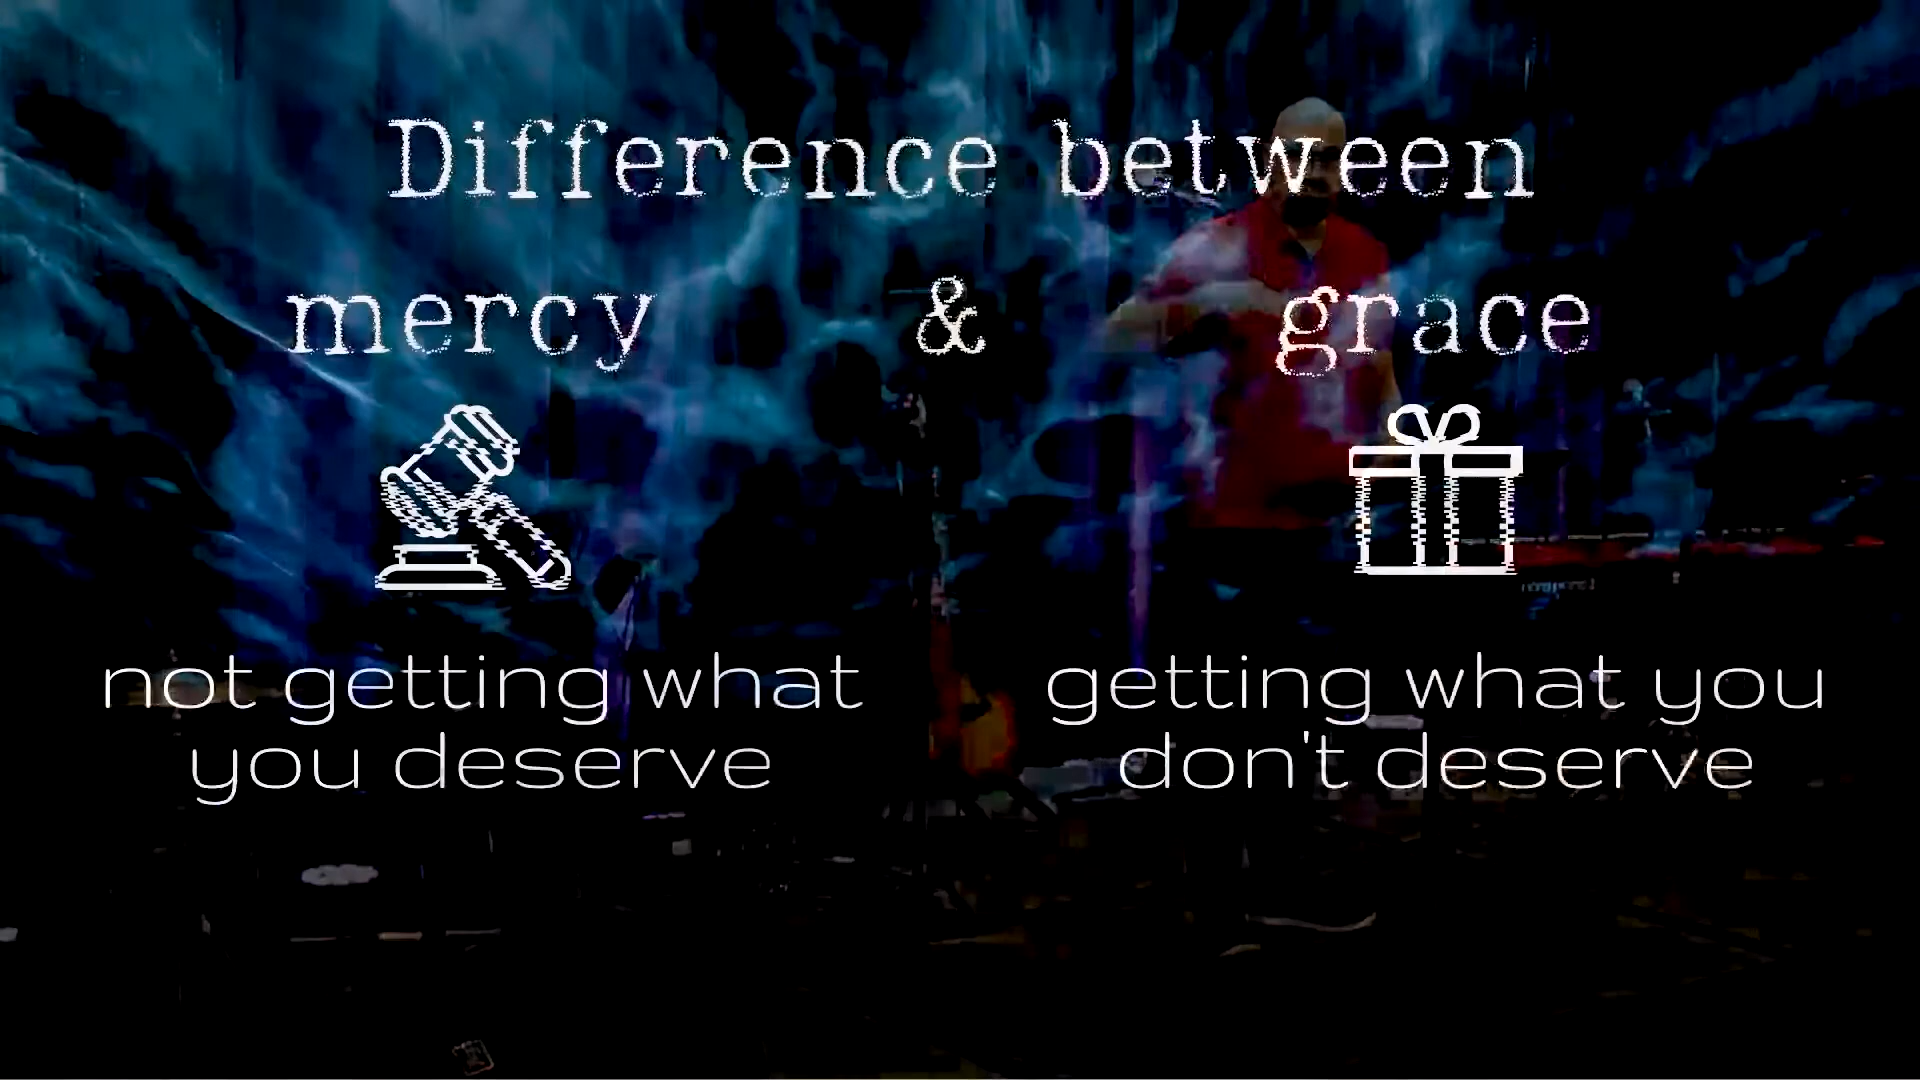 Difference between
mercy & grace
not getting what
you deserve
getting what you
don't deserve